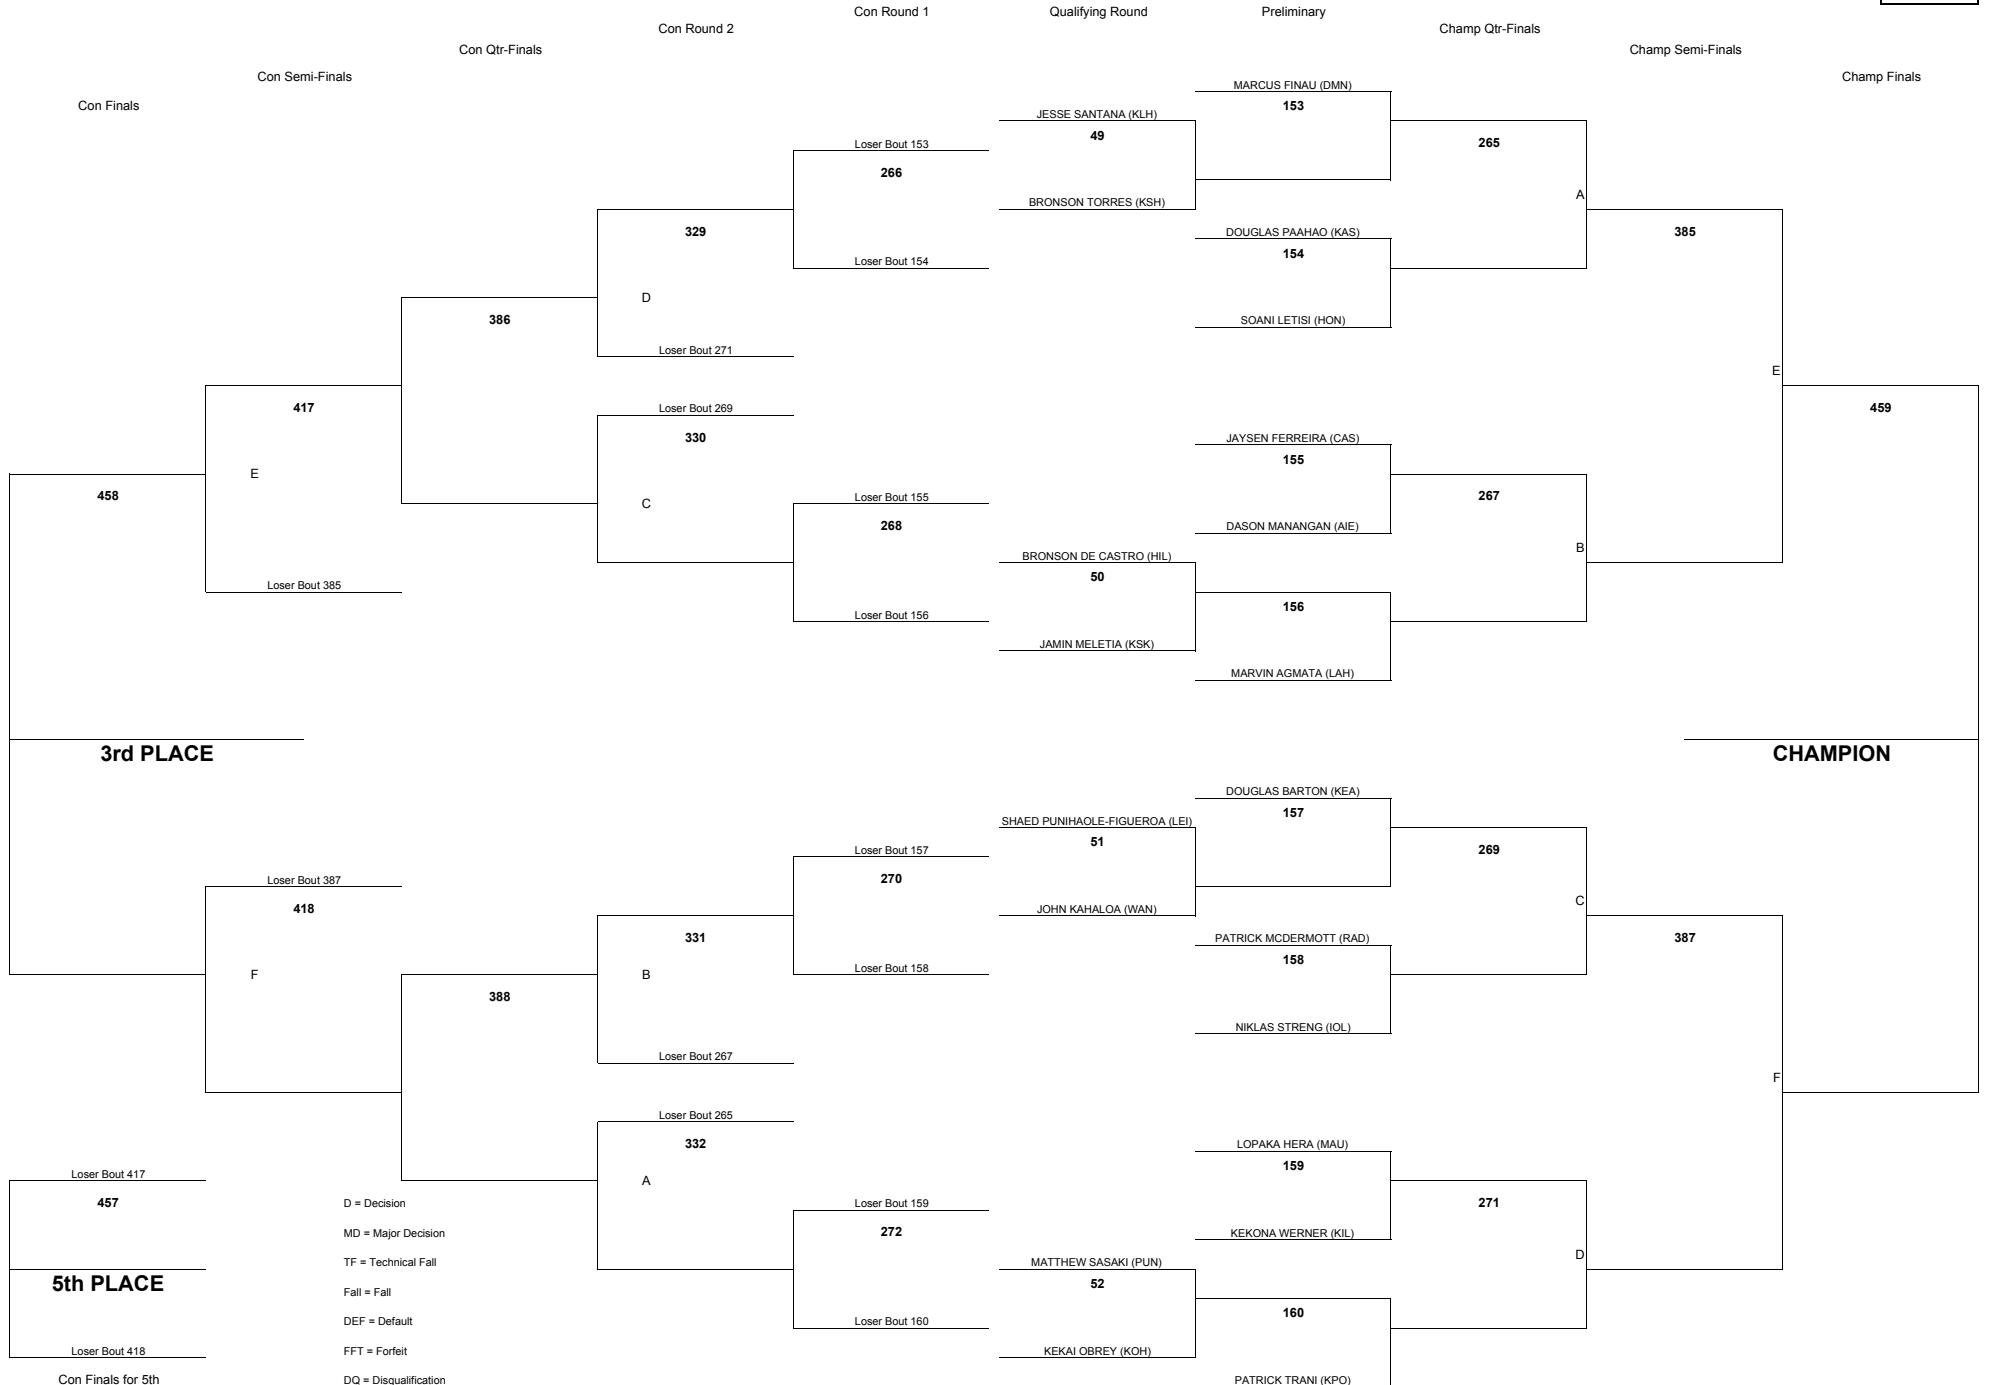 Con Round 1
Qualifying Round
Preliminary
Con Round 2
Champ Qtr-Finals
Con Qtr-Finals
Champ Semi-Finals
Con Semi-Finals
Champ Finals
Con Finals
MARCUS FINAU (DMN)
153
JESSE SANTANA (KLH)
49
Loser Bout 153
265
266
A
BRONSON TORRES (KSH)
329
DOUGLAS PAAHAO (KAS)
385
154
Loser Bout 154
D
386
SOANI LETISI (HON)
Loser Bout 271
E
417
Loser Bout 269
459
330
JAYSEN FERREIRA (CAS)
155
E
458
C
Loser Bout 155
267
268
DASON MANANGAN (AIE)
B
BRONSON DE CASTRO (HIL)
50
Loser Bout 385
156
Loser Bout 156
JAMIN MELETIA (KSK)
MARVIN AGMATA (LAH)
3rd PLACE
CHAMPION
DOUGLAS BARTON (KEA)
157
SHAED PUNIHAOLE-FIGUEROA (LEI)
51
Loser Bout 157
269
270
Loser Bout 387
C
418
JOHN KAHALOA (WAN)
331
PATRICK MCDERMOTT (RAD)
387
158
F
B
Loser Bout 158
388
NIKLAS STRENG (IOL)
Loser Bout 267
F
Loser Bout 265
332
LOPAKA HERA (MAU)
159
Loser Bout 417
A
457
D = Decision
Loser Bout 159
271
272
MD = Major Decision
KEKONA WERNER (KIL)
D
TF = Technical Fall
MATTHEW SASAKI (PUN)
5th PLACE
52
Fall = Fall
160
DEF = Default
Loser Bout 160
FFT = Forfeit
Loser Bout 418
KEKAI OBREY (KOH)
Con Finals for 5th
DQ = Disqualification
PATRICK TRANI (KPO)